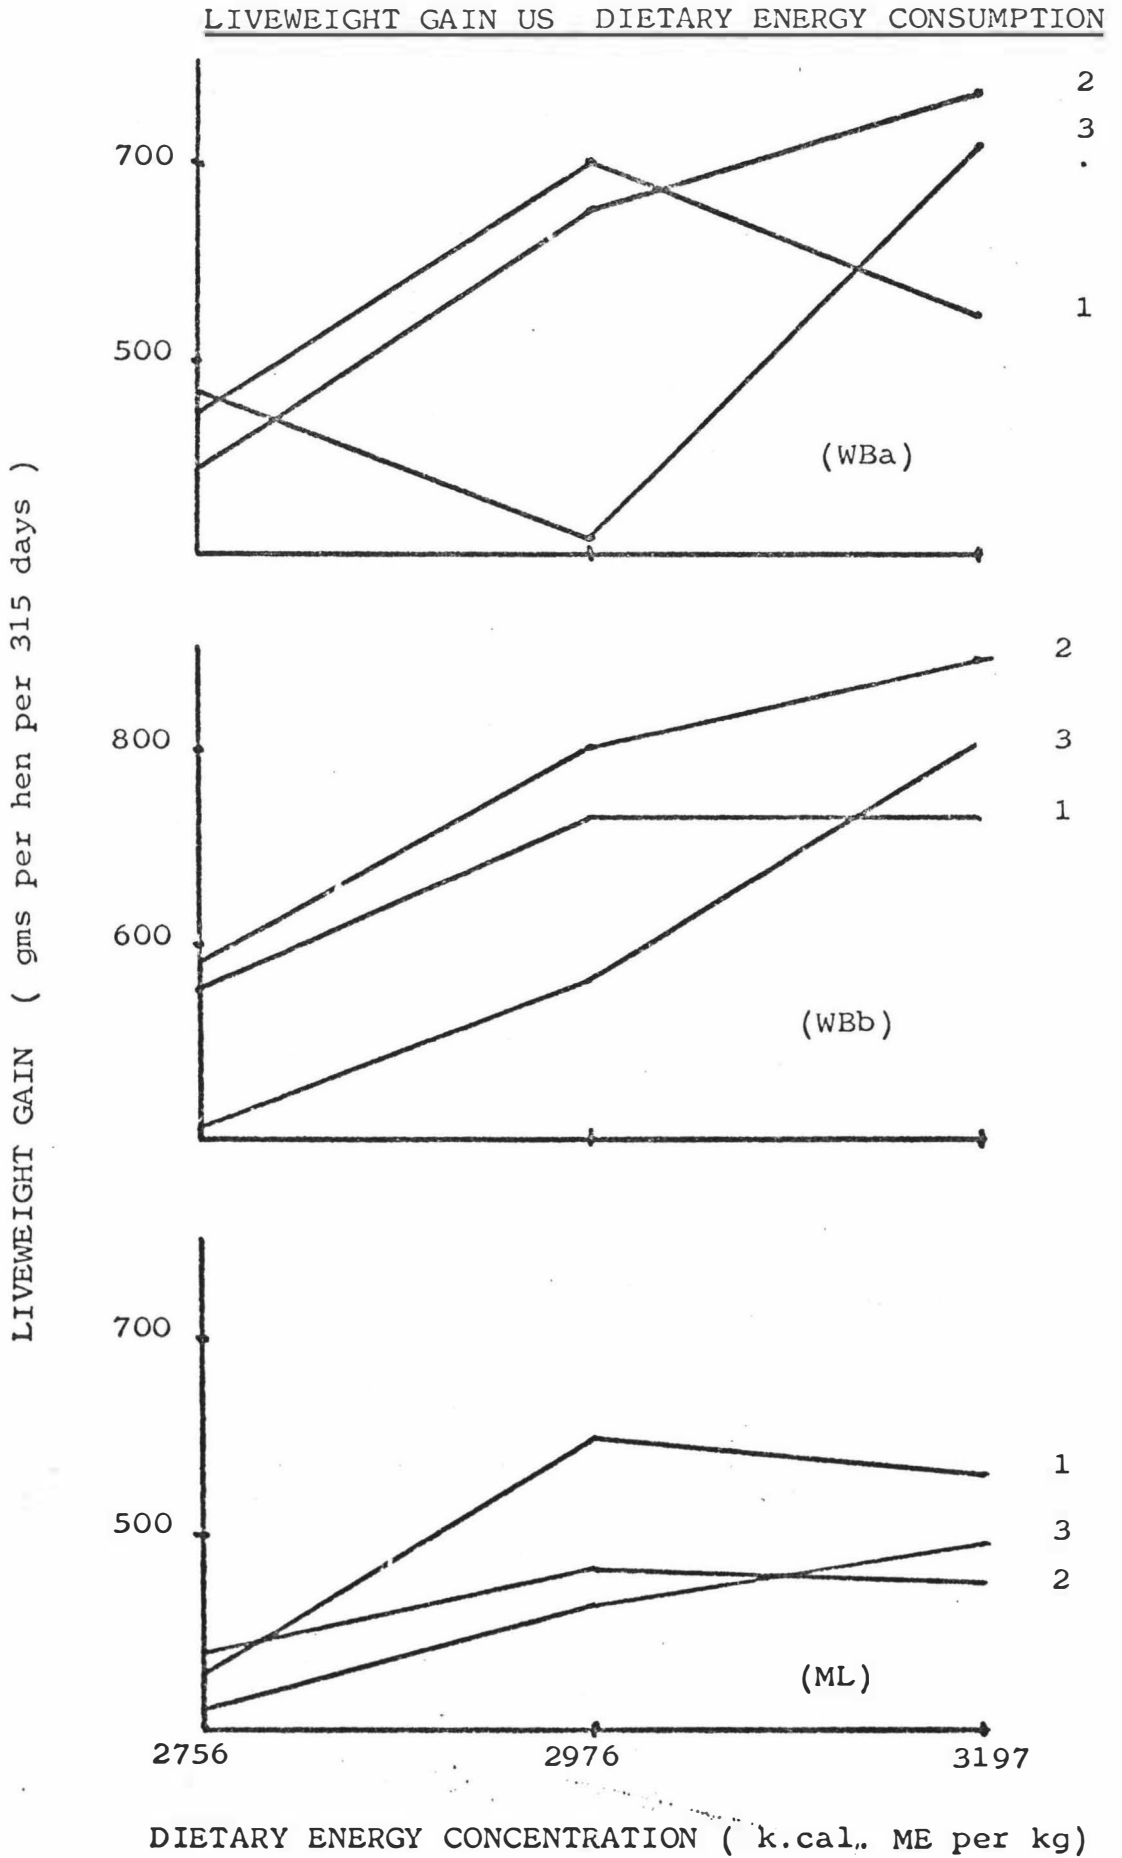 LIVEWEIGHT GAIN US DIETARY ENERGY CONSUMPTION
2
3
700
1
500
(WBa)
LIVEWEIGHT GAIN ( gms per hen per 315 days )
2
800
3
1
600
(WBb)
700
1
500
3
2
(ML)
2756 2976 3197
DIETARY ENERGY CONCENTRATION ( k.cal. ME per kg)